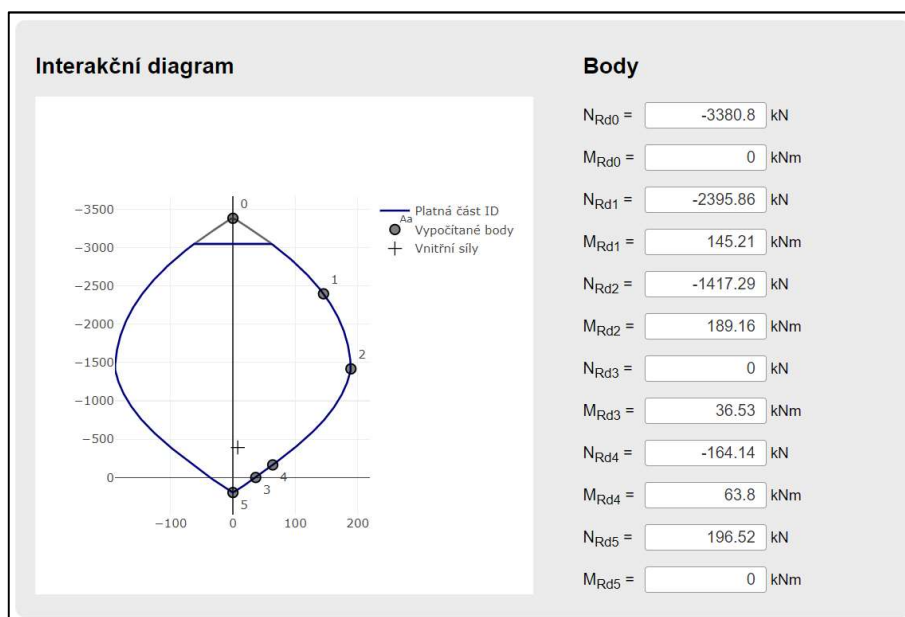 Interakční diagram
−3500
−3000
−2500
−2000
−1500
−1000
−500
0
−100
0
100
200
0
1
2
3
4
5
Aa
Platná část ID
Vypočítané body
Vnitřní síly
Body
NRd0 = -3380.8 kN
MRd0 = 0 kNm
NRd1 = -2395.86 kN
MRd1 = 145.21 kNm
NRd2 = -1417.29 kN
MRd2 = 189.16 kNm
NRd3 = 0 kN
MRd3 = 36.53 kNm
NRd4 = -164.14 kN
MRd4 = 63.8 kNm
NRd5 = 196.52 kN
MRd5 = 0 kNm